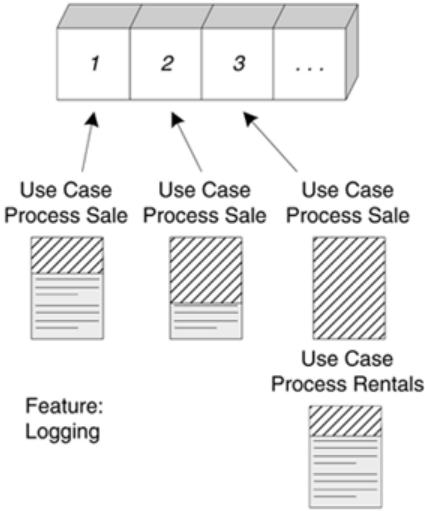 1 2 3 ...
Use Case Use Case Use Case
Process Sale Process Sale Process Sale
Use Case
Process Rentals
Feature:
Logging